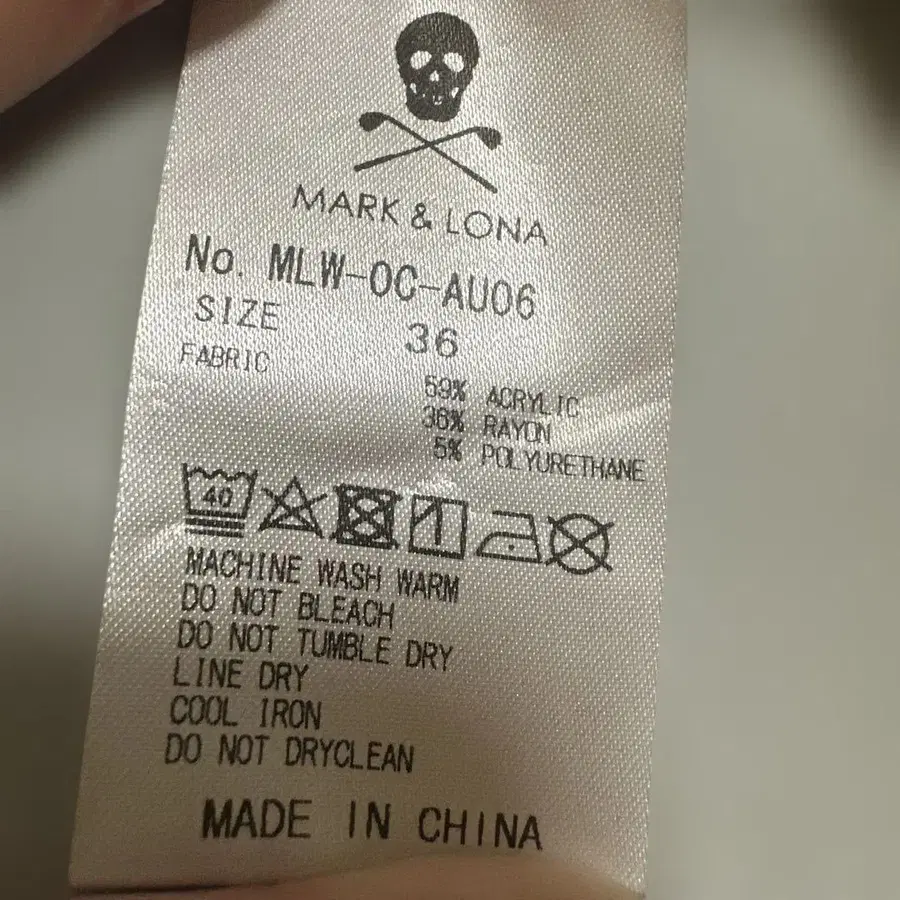 MARK & LONA
No. MLW-OC-AU06
SIZE 36
FABRIC
59% ACRYLIC
36% RAYON
5% POLYURETHANE
40
MACHINE WASH WARM
DO NOT BLEACH
DO NOT TUMBLE DRY
LINE DRY
COOL IRON
DO NOT DRYCLEAN
MADE IN CHINA